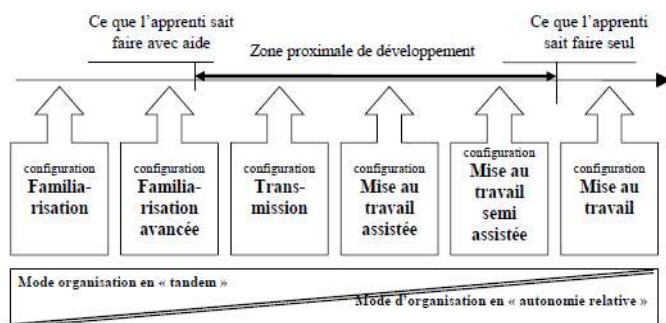 Ce que l'apprenti sait
faire avec aide
Zone proximale de développement
Ce que l'apprenti
sait faire seul
configuration
Familia-
risation
configuration
Familia-
risation
avancée
configuration
Trans-
mission
configuration
Mise au
travail
assistée
configuration
Mise au
travail
semi
assistée
configuration
Mise au
travail
Mode organisation en « tandem »
Mode d'organisation en « autonomie relative »